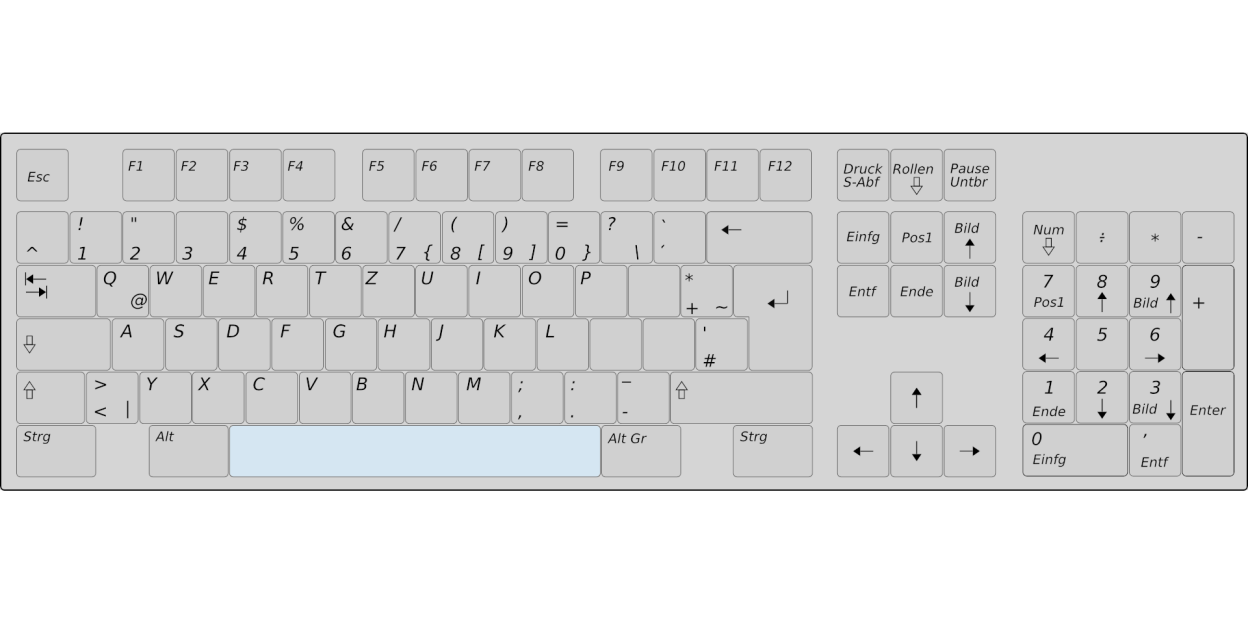 Esc F1 F2 F3 F4 F5 F6 F7 F8 F9 F10 F11 F12 Druck S-Abf Rollen Pause Untbr
! " $ % & / ( ) = ? `
^ 1 2 3 4 5 6 7 { 8 [ 9 ] 0 } \ ´
Einfg Pos1 Bild Num ÷ * -
Q @ W E R T Z U I O P * + ~
Entf Ende Bild 7 Pos1 8 9 Bild +
A S D F G H J K L ' #
4 5 6
> < | Y X C V B N M ; , : . _ -
1 Ende 2 3 Bild Enter
Strg Alt Alt Gr Strg
0 Einfg , Entf